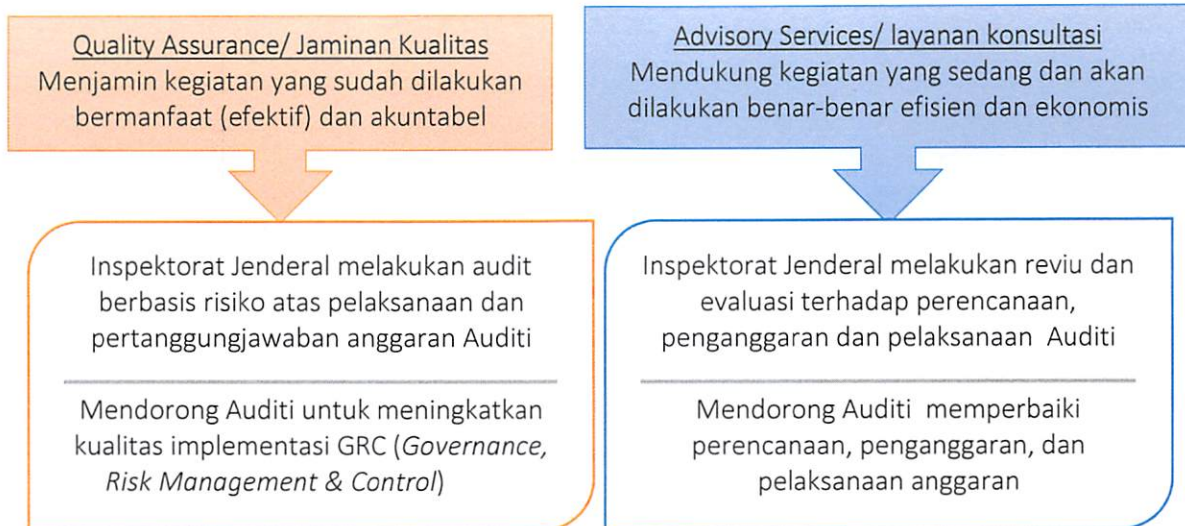 Quality Assurance/ Jaminan Kualitas
Menjamin kegiatan yang sudah dilakukan
bermanfaat (efektif) dan akuntabel
Inspektorat Jenderal melakukan audit
berbasis risiko atas pelaksanaan dan
pertanggungjawaban anggaran Auditi
Mendorong Auditi untuk meningkatkan
kualitas implementasi GRC (Governance,
Risk Management & Control)
Advisory Services/ layanan konsultasi
Mendukung kegiatan yang sedang dan akan
dilakukan benar-benar efisien dan ekonomis
Inspektorat Jenderal melakukan reviu dan
evaluasi terhadap perencanaan,
penganggaran dan pelaksanaan Auditi
Mendorong Auditi memperbaiki
perencanaan, penganggaran, dan
pelaksanaan anggaran